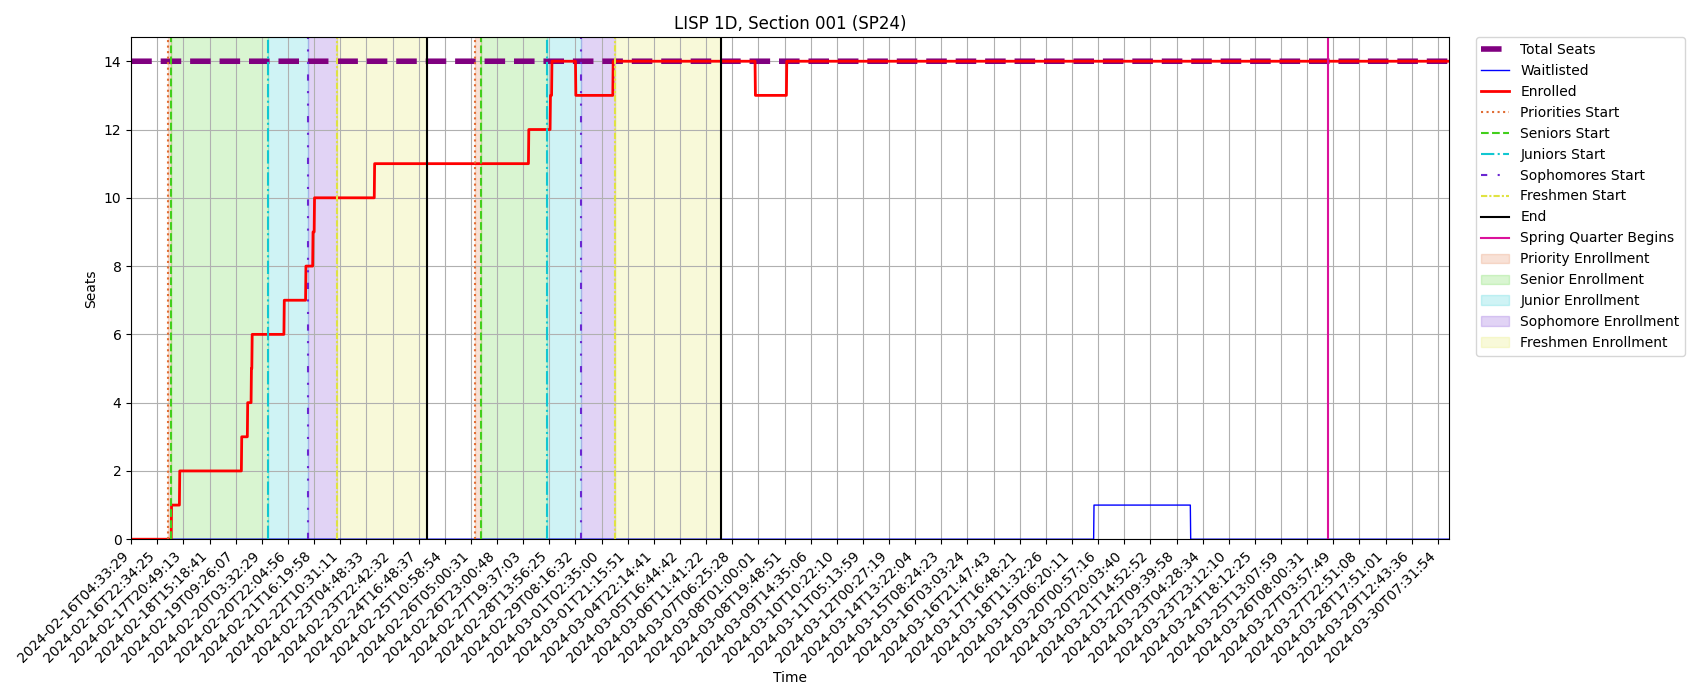 LISP 1D, Section 001 (SP24)
Total Seats
Waitlisted
Enrolled
Priorities Start
Seniors Start
Juniors Start
Sophomores Start
Freshmen Start
End
Spring Quarter Begins
Priority Enrollment
Senior Enrollment
Junior Enrollment
Sophomore Enrollment
Freshmen Enrollment
Seats
14
12
10
8
6
4
2
0
2024-02-16T04:33:29
2024-02-16T22:34:25
2024-02-17T20:49:13
2024-02-18T15:18:41
2024-02-19T09:26:07
2024-02-20T03:32:29
2024-02-20T22:04:56
2024-02-21T16:19:58
2024-02-22T10:31:11
2024-02-23T04:48:33
2024-02-23T22:42:32
2024-02-24T16:48:37
2024-02-25T10:58:54
2024-02-26T05:00:31
2024-02-26T23:00:48
2024-02-27T19:37:03
2024-02-28T13:56:25
2024-02-29T08:16:32
2024-03-01T02:35:00
2024-03-01T21:15:51
2024-03-04T22:14:41
2024-03-05T16:44:42
2024-03-06T11:41:22
2024-03-07T06:25:28
2024-03-08T01:00:01
2024-03-08T19:48:51
2024-03-09T14:35:06
2024-03-10T10:22:10
2024-03-11T05:13:59
2024-03-12T00:27:19
2024-03-14T13:22:04
2024-03-15T08:24:23
2024-03-16T03:03:24
2024-03-16T21:47:43
2024-03-17T16:48:21
2024-03-18T11:32:26
2024-03-19T06:20:11
2024-03-20T00:57:16
2024-03-20T20:03:40
2024-03-21T14:52:52
2024-03-22T09:39:58
2024-03-23T04:28:34
2024-03-23T23:12:10
2024-03-24T18:12:25
2024-03-25T13:07:59
2024-03-26T08:00:31
2024-03-27T03:57:49
2024-03-27T22:51:08
2024-03-28T17:51:01
2024-03-29T12:43:36
2024-03-30T07:31:54
Time